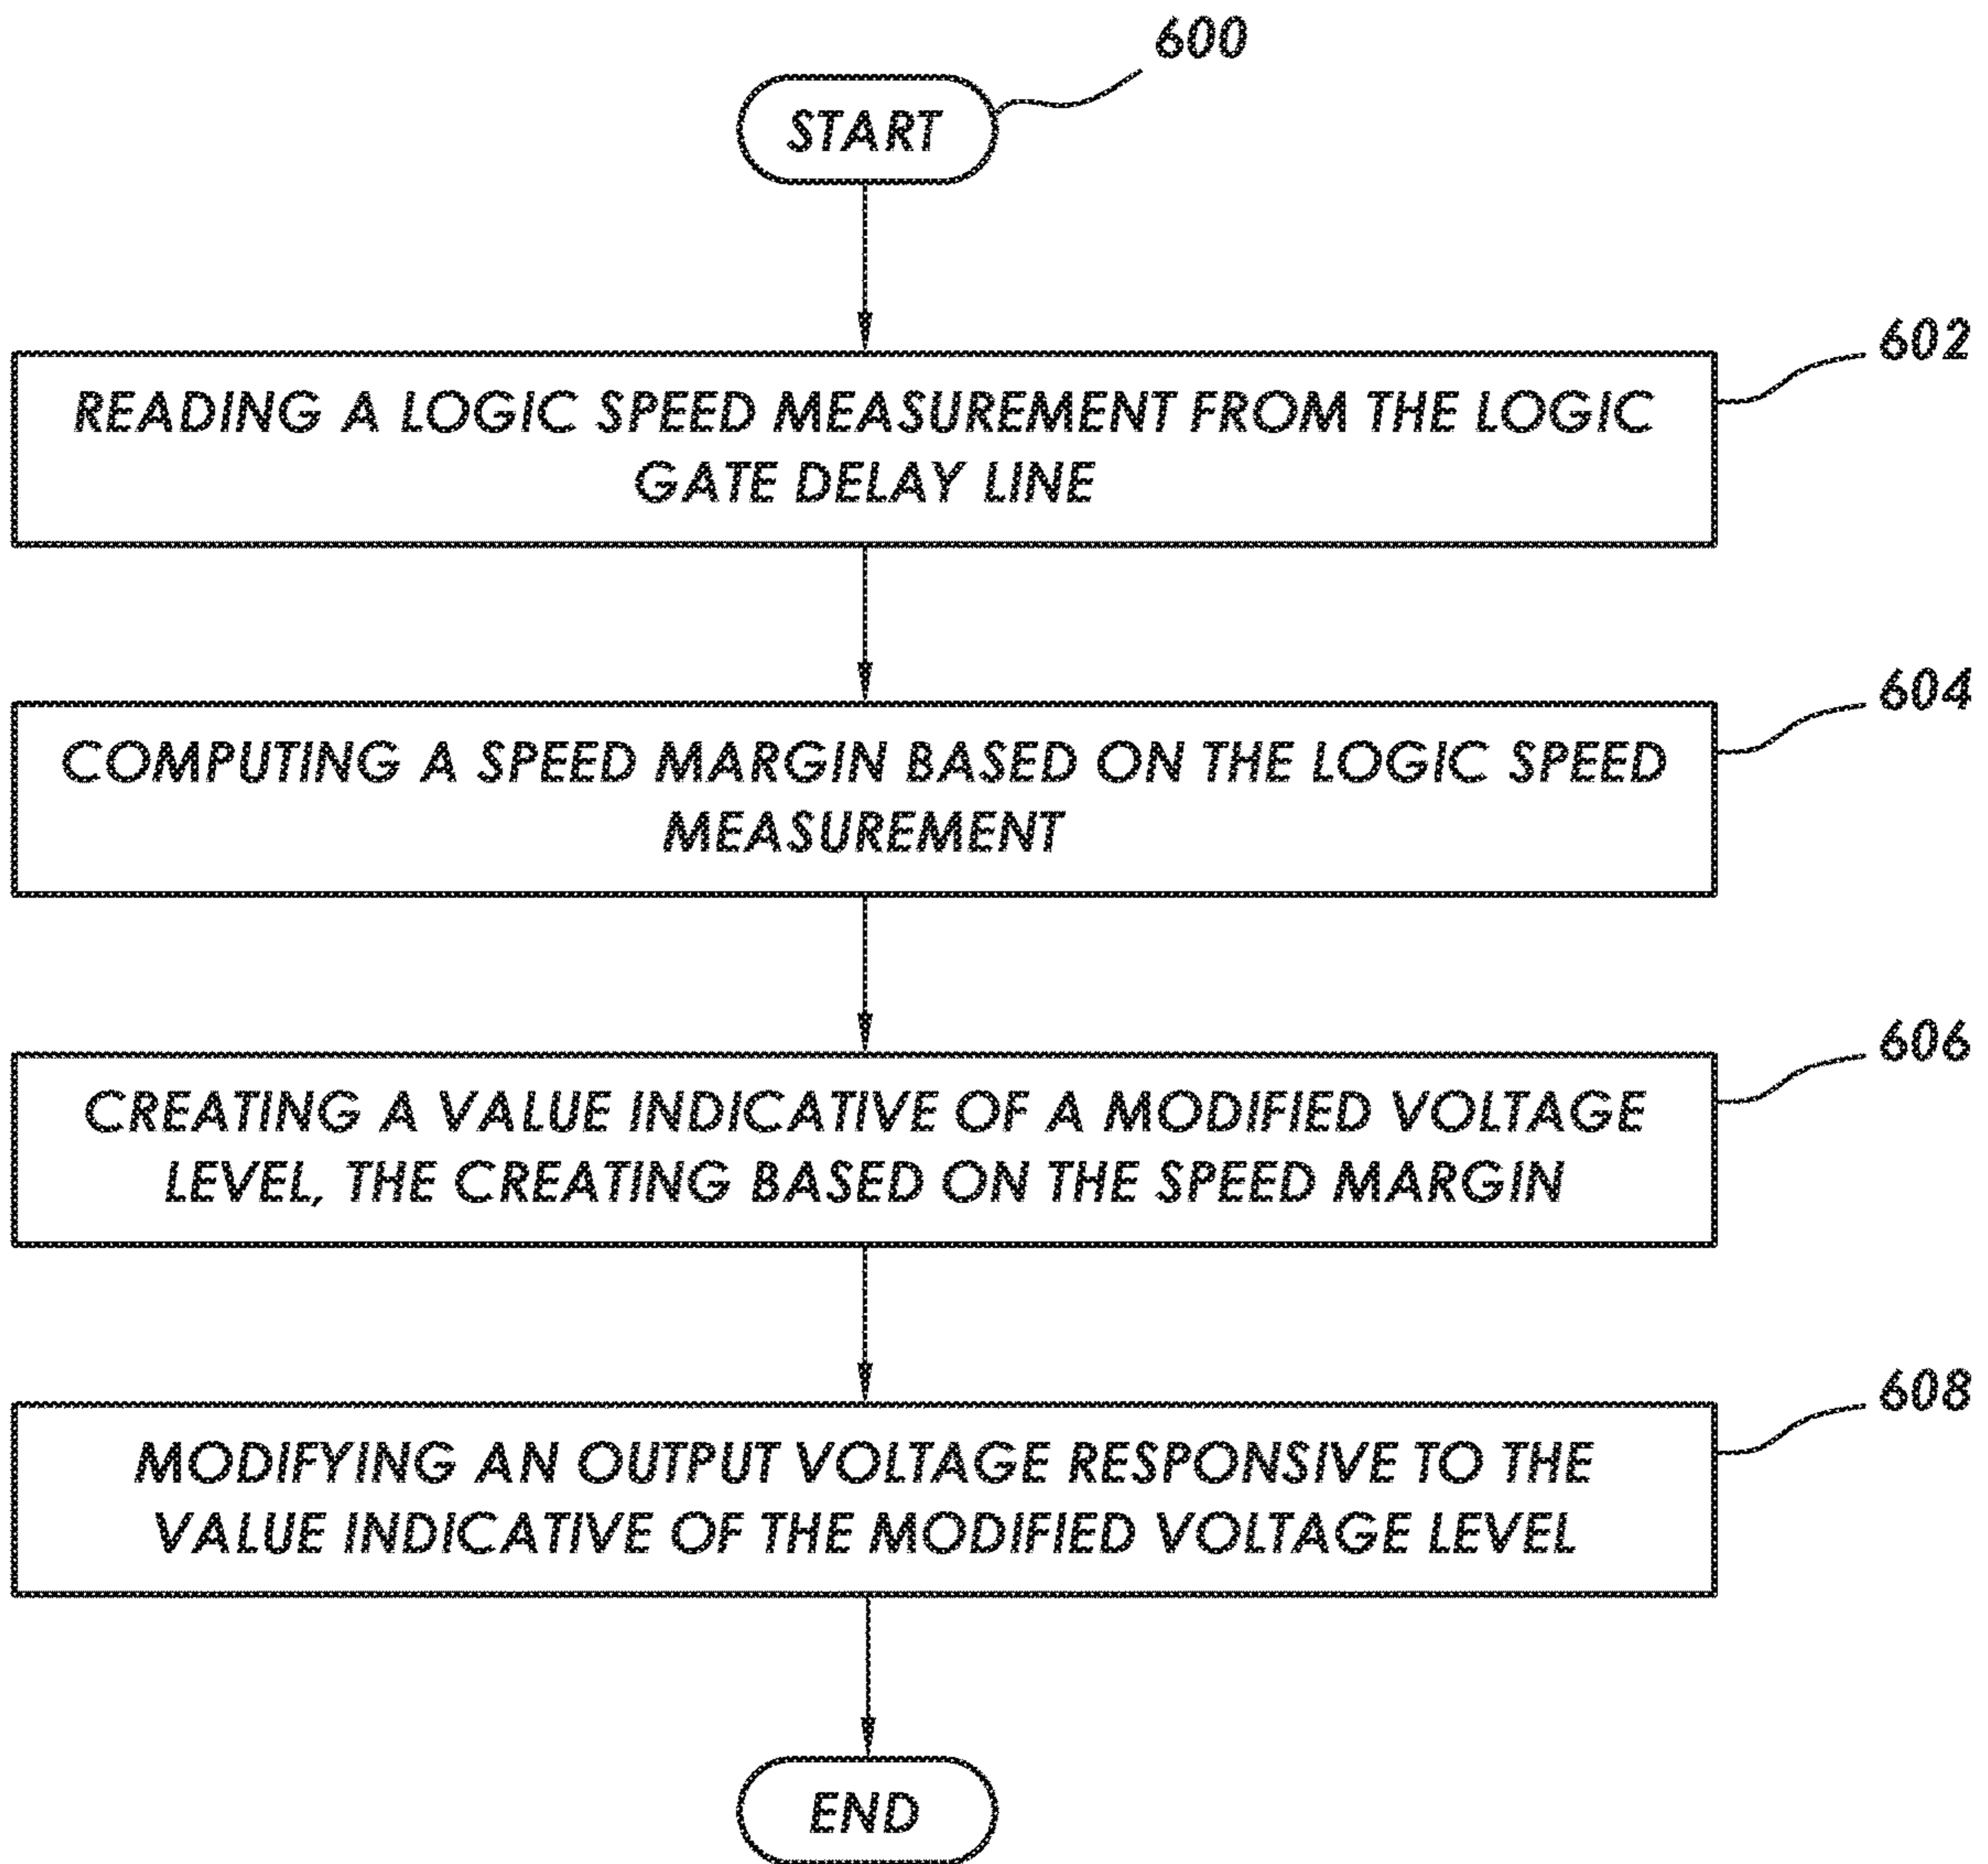 600
START
602
READING A LOGIC SPEED MEASUREMENT FROM THE LOGIC
GATE DELAY LINE
604
COMPUTING A SPEED MARGIN BASED ON THE LOGIC SPEED
MEASUREMENT
606
CREATING A VALUE INDICATIVE OF A MODIFIED VOLTAGE
LEVEL, THE CREATING BASED ON THE SPEED MARGIN
608
MODIFYING AN OUTPUT VOLTAGE RESPONSIVE TO THE
VALUE INDICATIVE OF THE MODIFIED VOLTAGE LEVEL
END